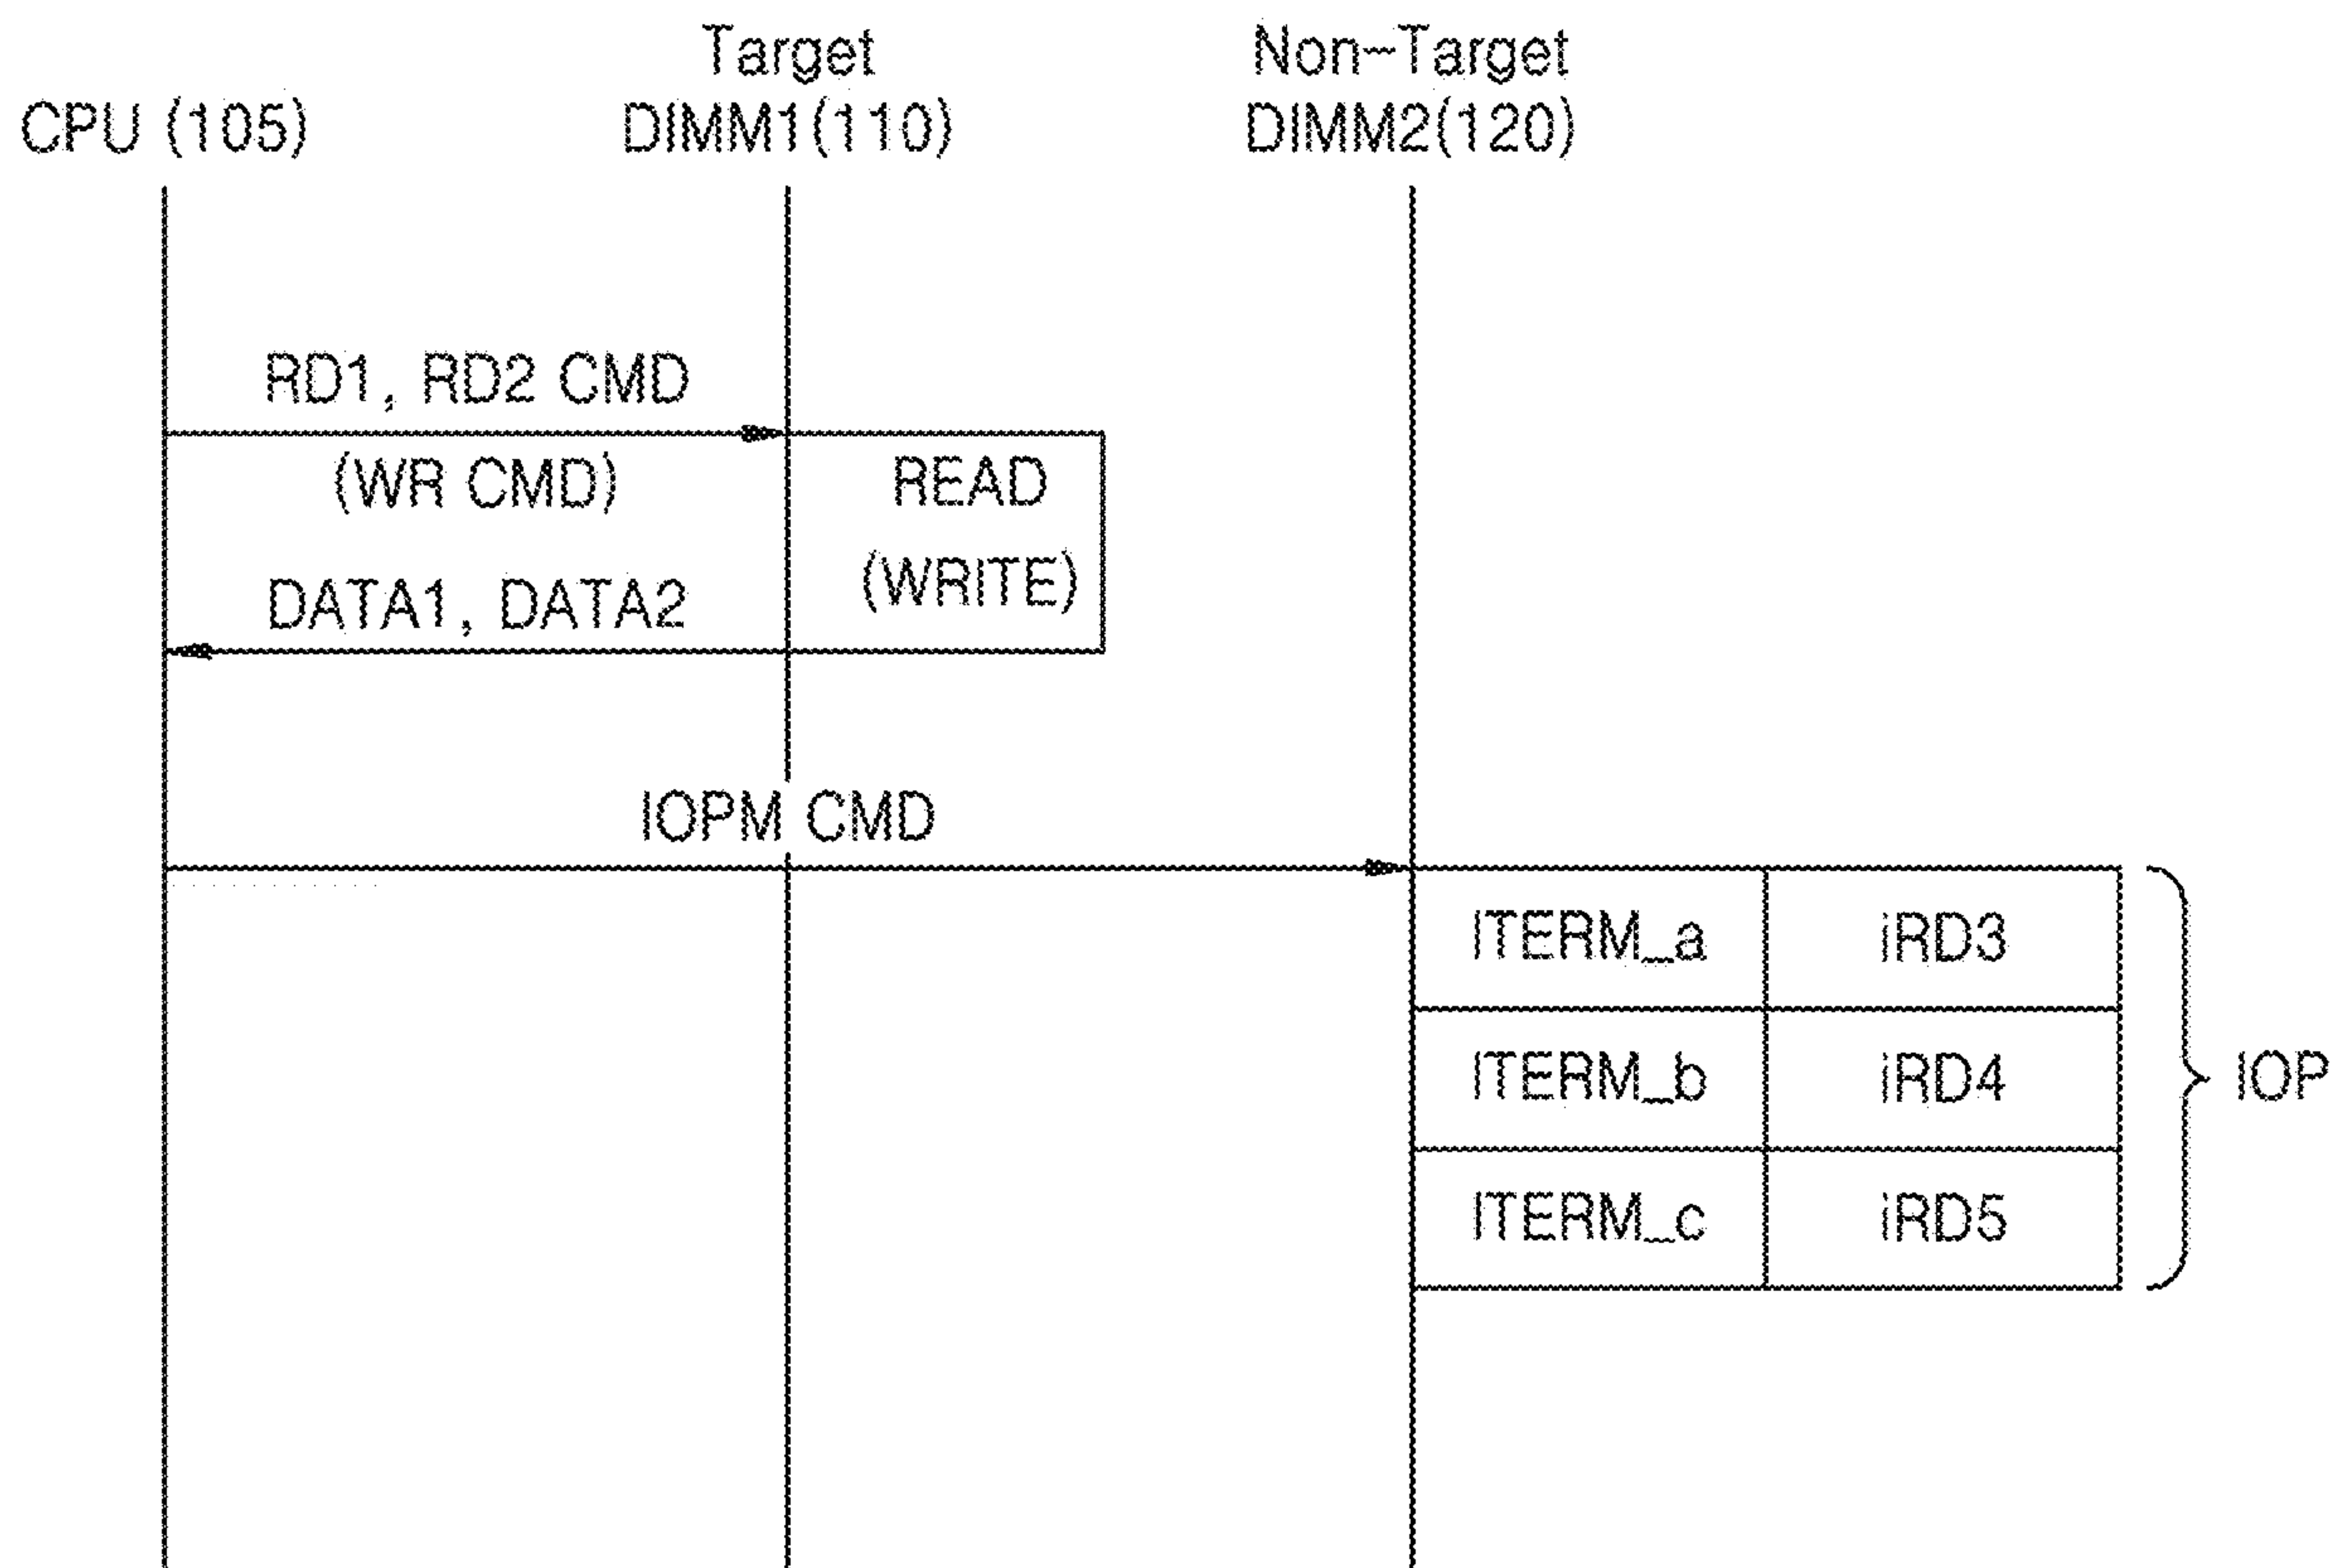 CPU (105)
Target
DIMM1(110)
Non-Target
DIMM2(120)
RD1, RD2 CMD
(WR CMD)
READ
(WRITE)
DATA1, DATA2
IOPM CMD
ITERM_a
iRD3
ITERM_b
iRD4
ITERM_c
iRD5
IOP